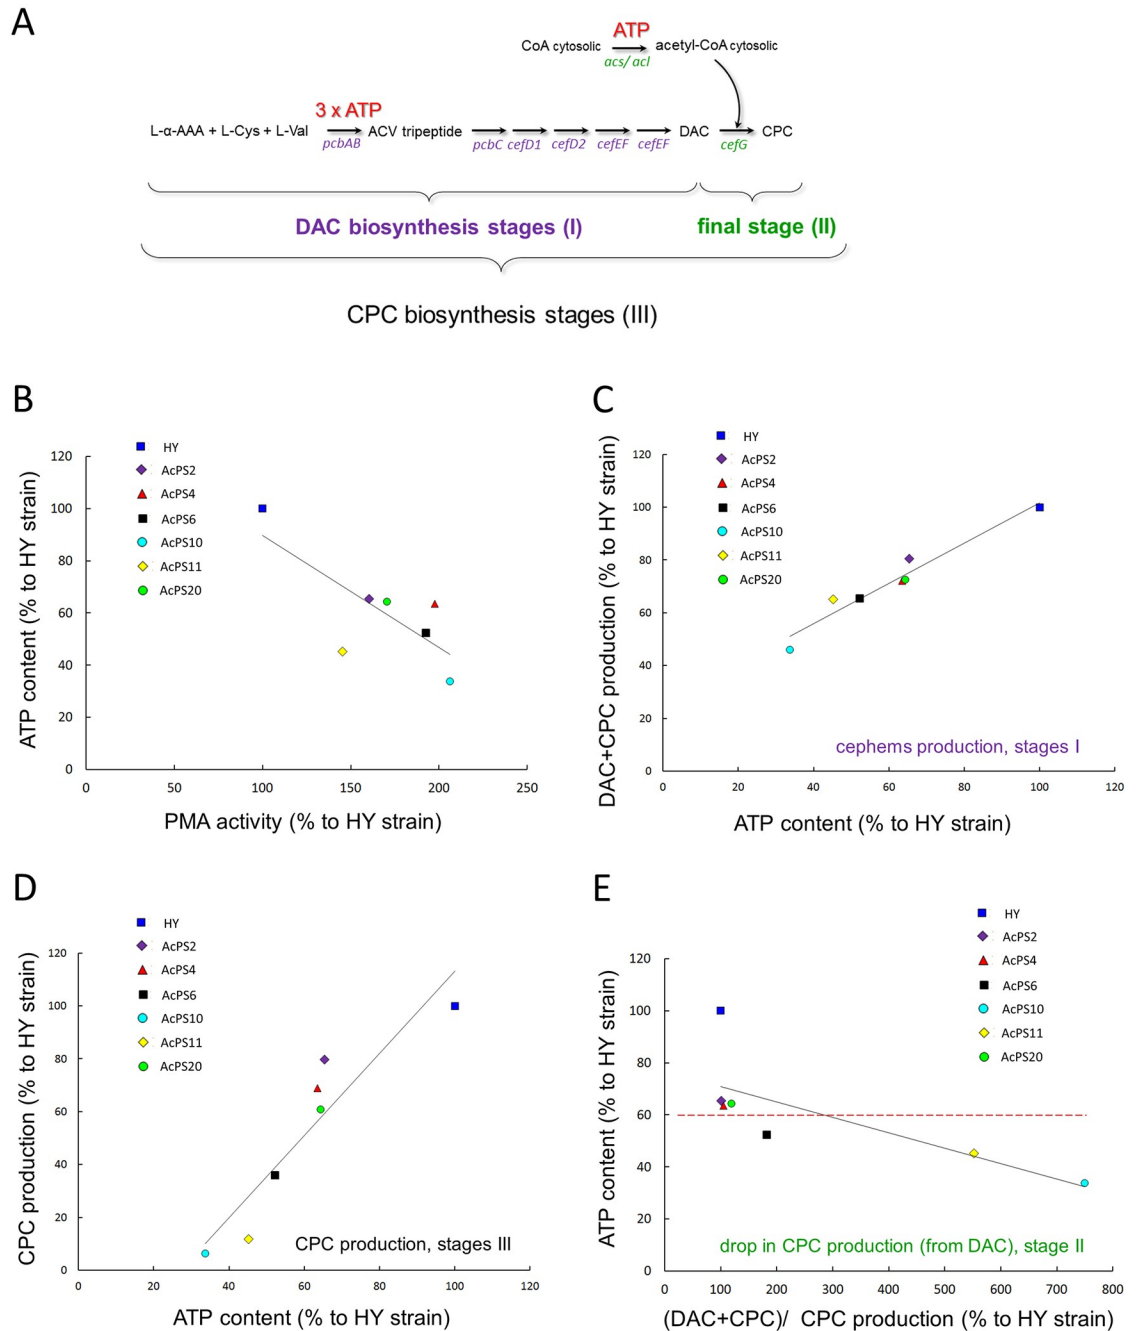 A
ATP
CoA cytosolic
acetyl-CoA cytosolic
acs/ acl
3 x ATP
L-α-AAA + L-Cys + L-Val
ACV tripeptide
DAC
CPC
pcbAB
pcbC cefD1 cefD2 cefEF cefEF
cefG
DAC biosynthesis stages (I)
final stage (II)
CPC biosynthesis stages (III)
B
HY
AcPS2
AcPS4
AcPS6
AcPS10
AcPS11
AcPS20
ATP content (% to HY strain)
120
100
80
60
40
20
0
0 50 100 150 200 250
PMA activity (% to HY strain)
C
HY
AcPS2
AcPS4
AcPS6
AcPS10
AcPS11
AcPS20
DAC+CPC production (% to HY strain)
120
100
80
60
40
20
0
cephems production, stages I
0 20 40 60 80 100 120
ATP content (% to HY strain)
D
HY
AcPS2
AcPS4
AcPS6
AcPS10
AcPS11
AcPS20
CPC production (% to HY strain)
120
100
80
60
40
20
0
CPC production, stages III
0 20 40 60 80 100 120
ATP content (% to HY strain)
E
HY
AcPS2
AcPS4
AcPS6
AcPS10
AcPS11
AcPS20
ATP content (% to HY strain)
120
100
80
60
40
20
0
drop in CPC production (from DAC), stage II
0 100 200 300 400 500 600 700 800
(DAC+CPC)/ CPC production (% to HY strain)